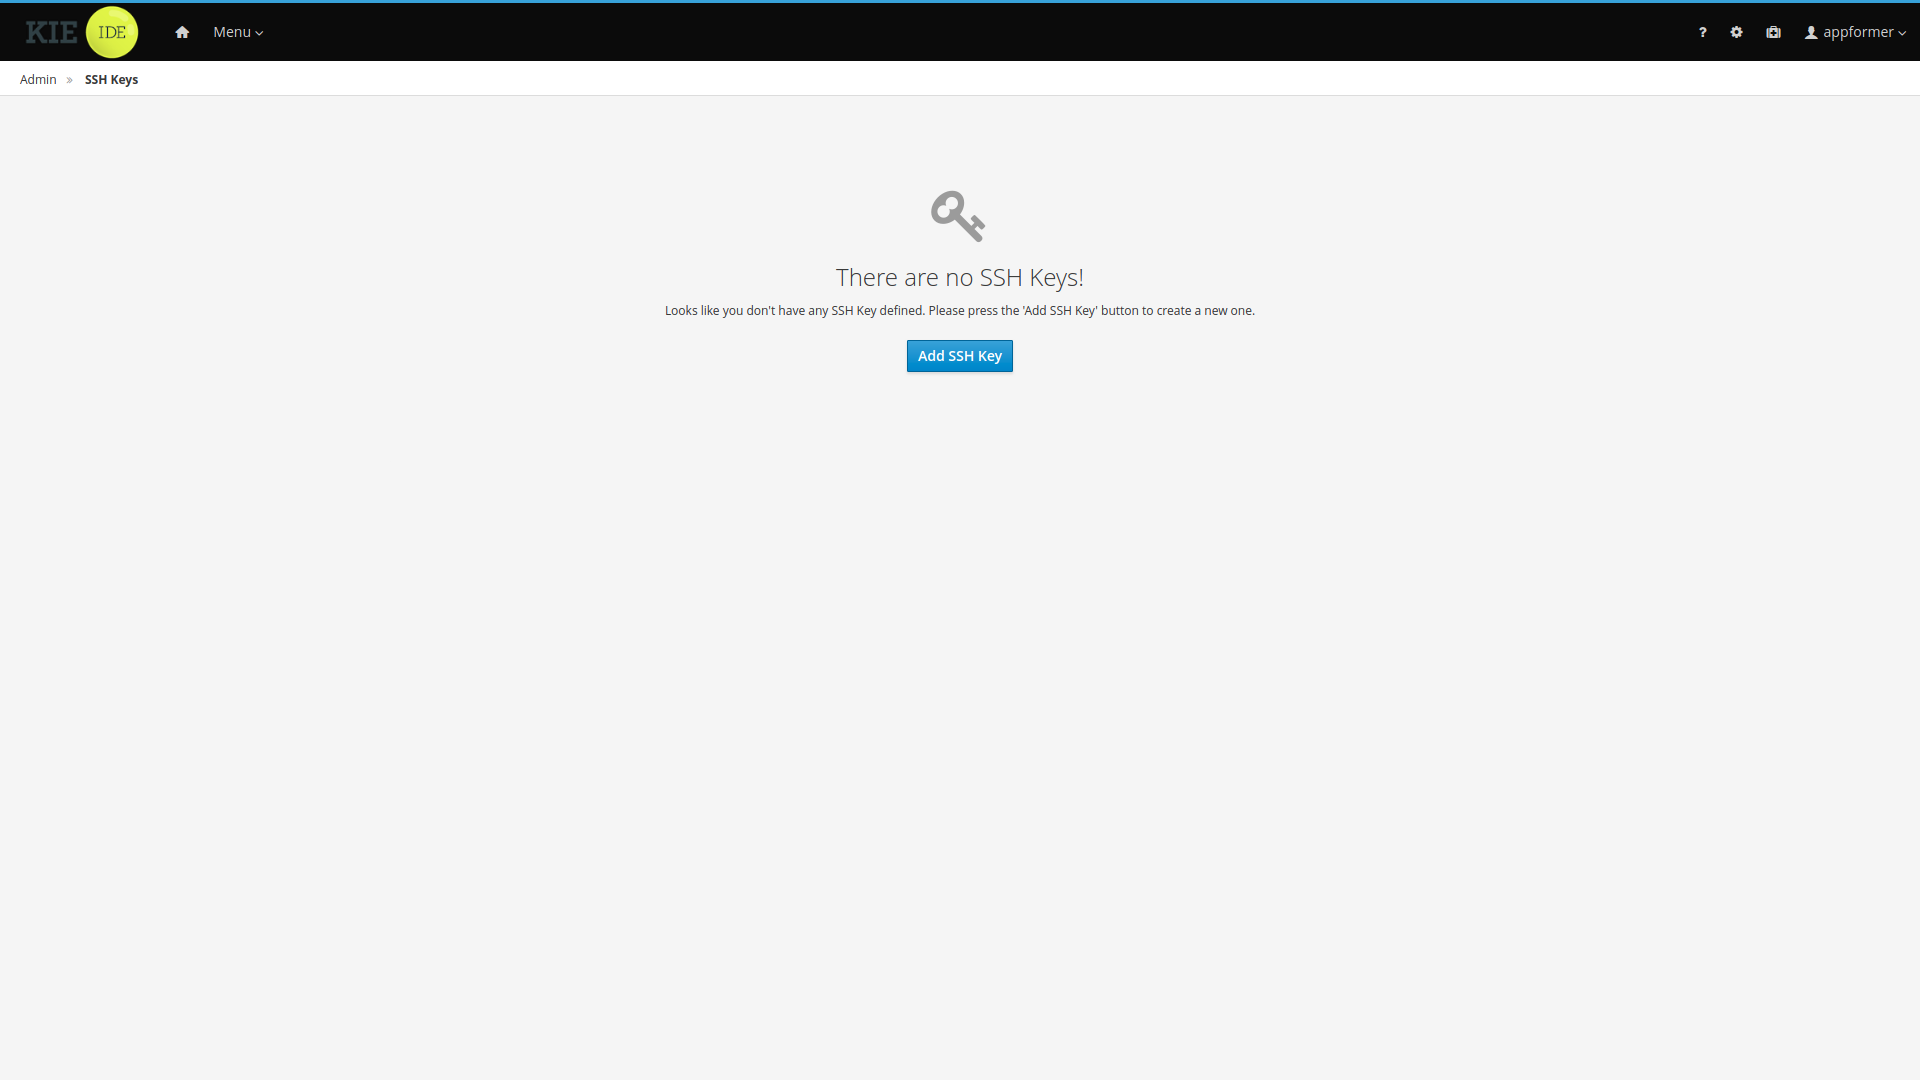 KIE IDE Menu ? appformer
Admin » SSH Keys
There are no SSH Keys!
Looks like you don't have any SSH Key defined. Please press the 'Add SSH Key' button to create a new one.
Add SSH Key